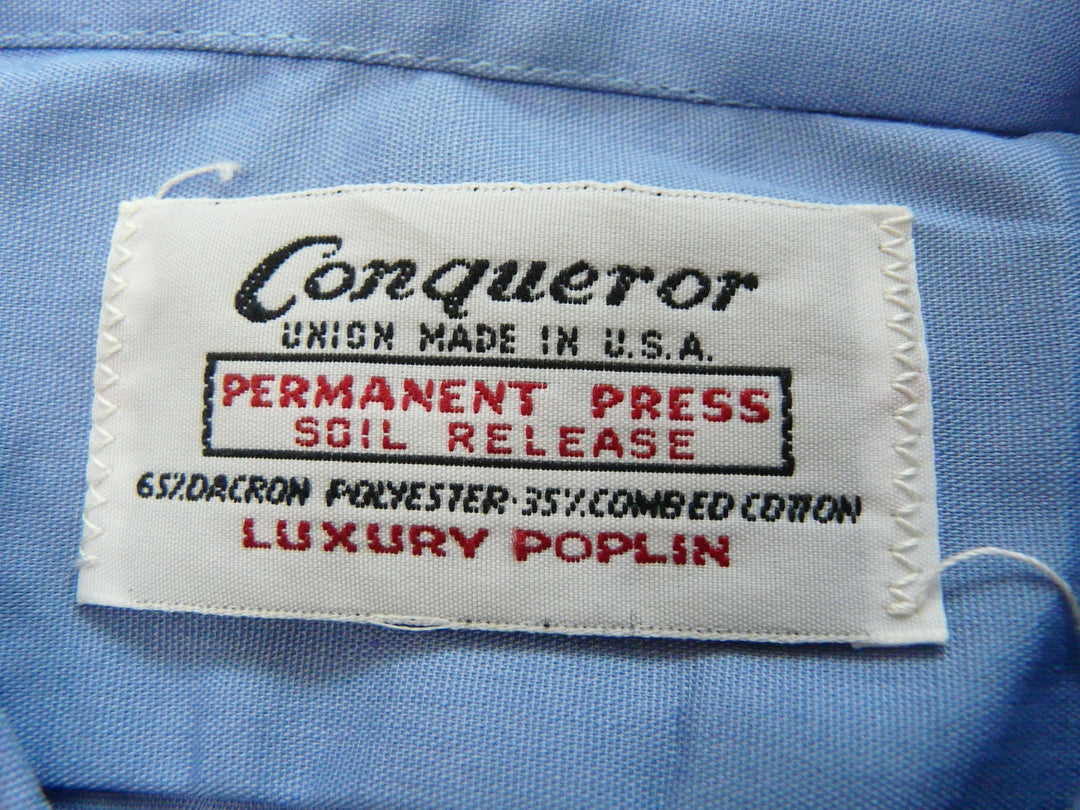 Conqueror
UNION MADE IN U.S.A.
PERMANENT PRESS
SOIL RELEASE
65% DACRON POLYESTER · 35% COMBED COTTON
LUXURY POPLIN